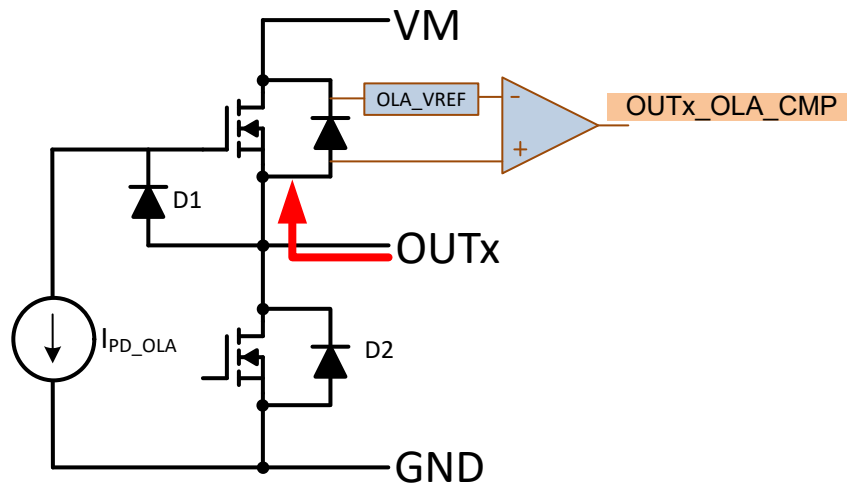 VM
OLA_VREF
-
OUTx_OLA_CMP
+
D1
OUTx
IPD_OLA
D2
GND